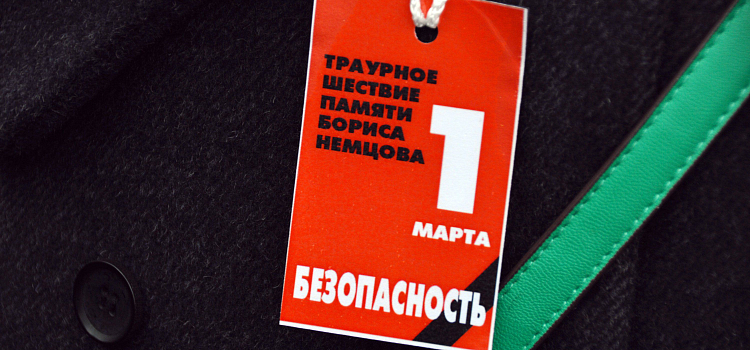 ТРАУРНОЕ
ШЕСТВИЕ
ПАМЯТИ
БОРИСА
НЕМЦОВА
1
МАРТА
БЕЗОПАСНОСТЬ